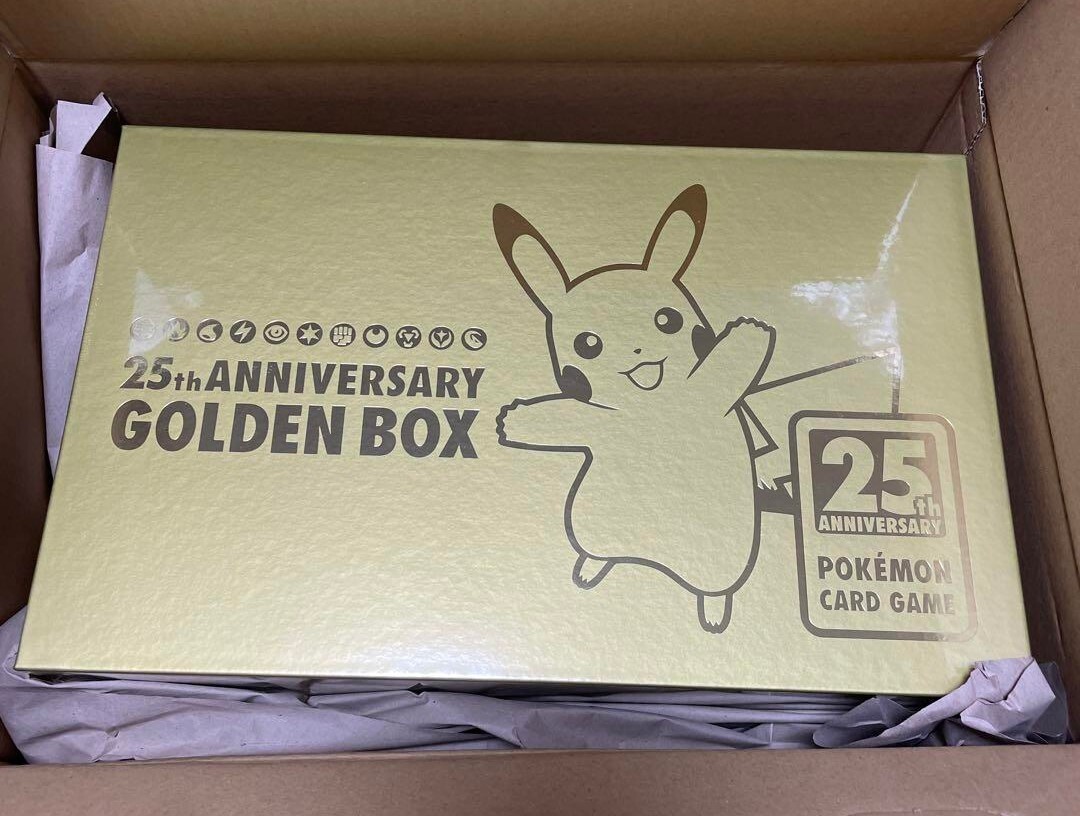 25th ANNIVERSARY
GOLDEN BOX
25th
ANNIVERSARY
POKÉMON
CARD GAME